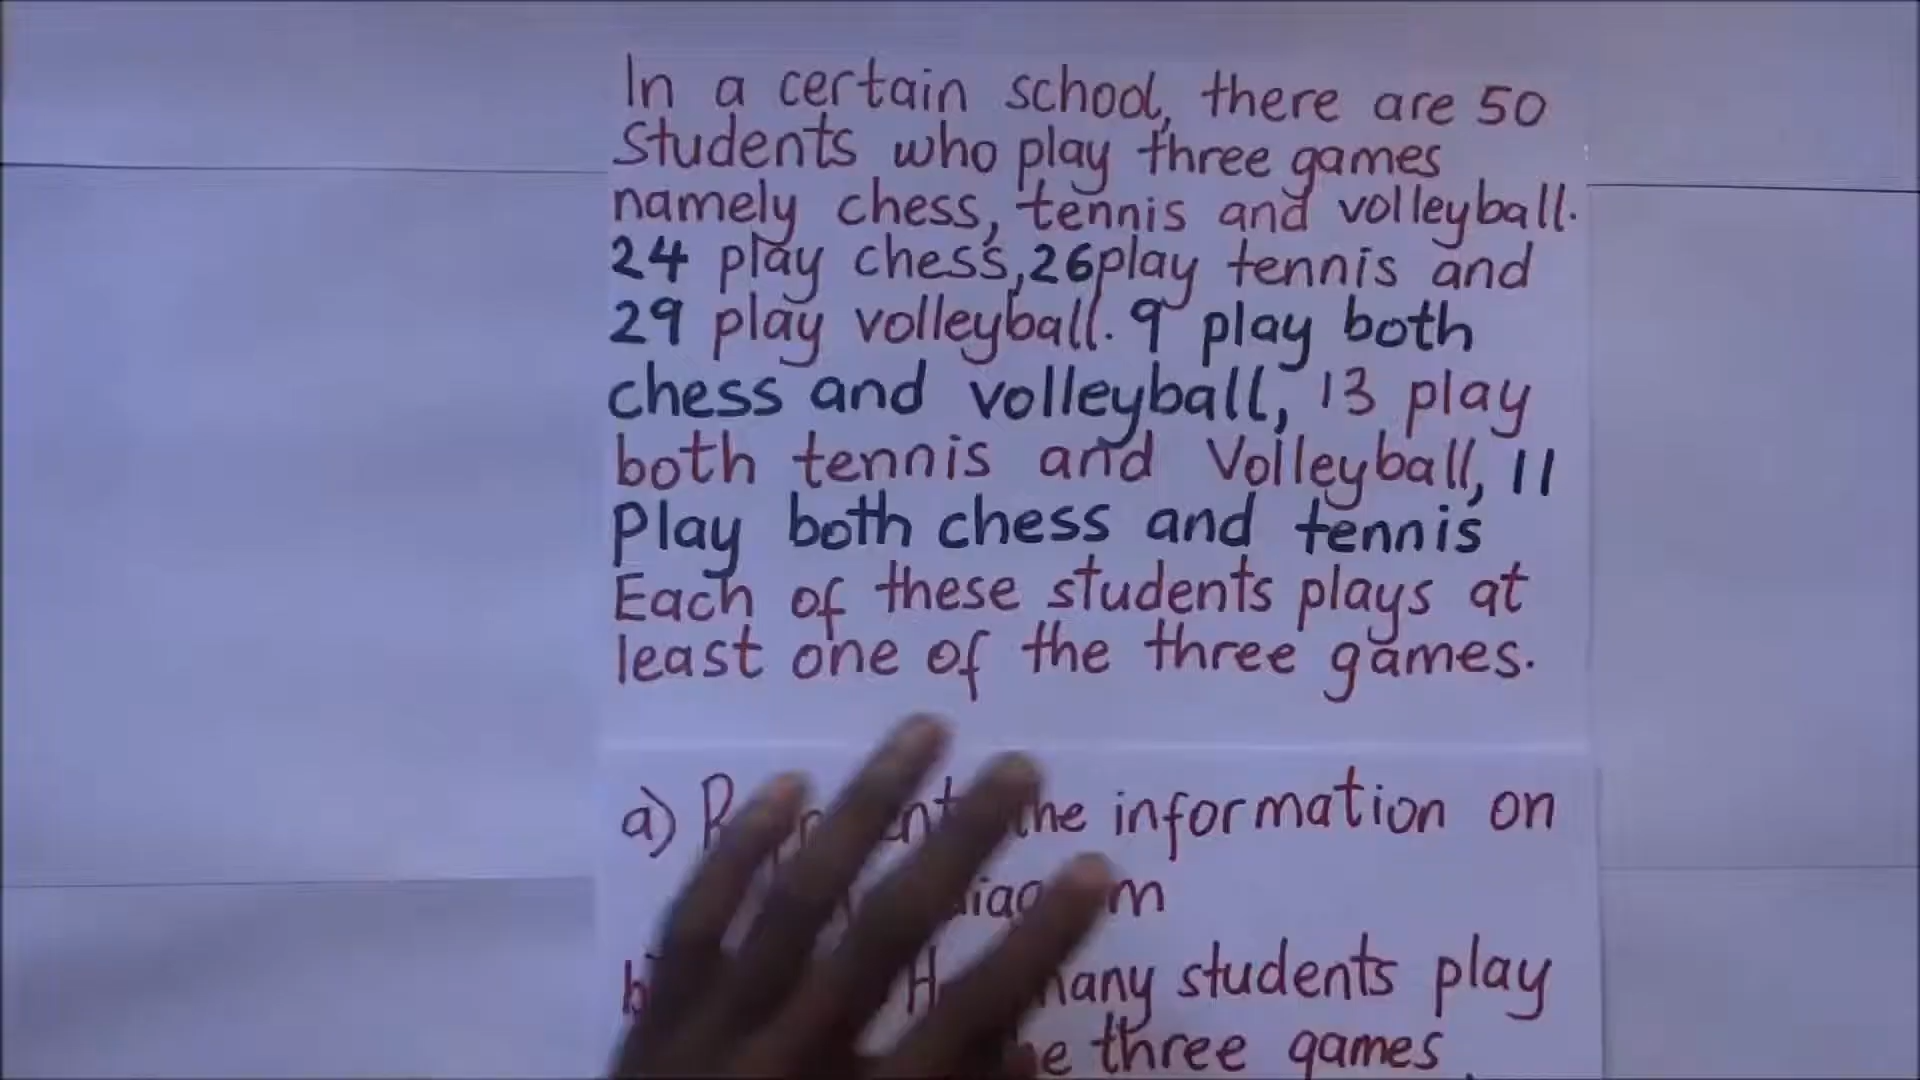 In a certain school, there are 50
Students who play three games
namely chess, tennis and volleyball.
24 play chess, 26 play tennis and
29 play volleyball. 9 play both
chess and volleyball, 13 play
both tennis and Volleyball, 11
Play both chess and tennis
Each of these students plays at
least one of the three games.
a) the information on
b) many students play
three games